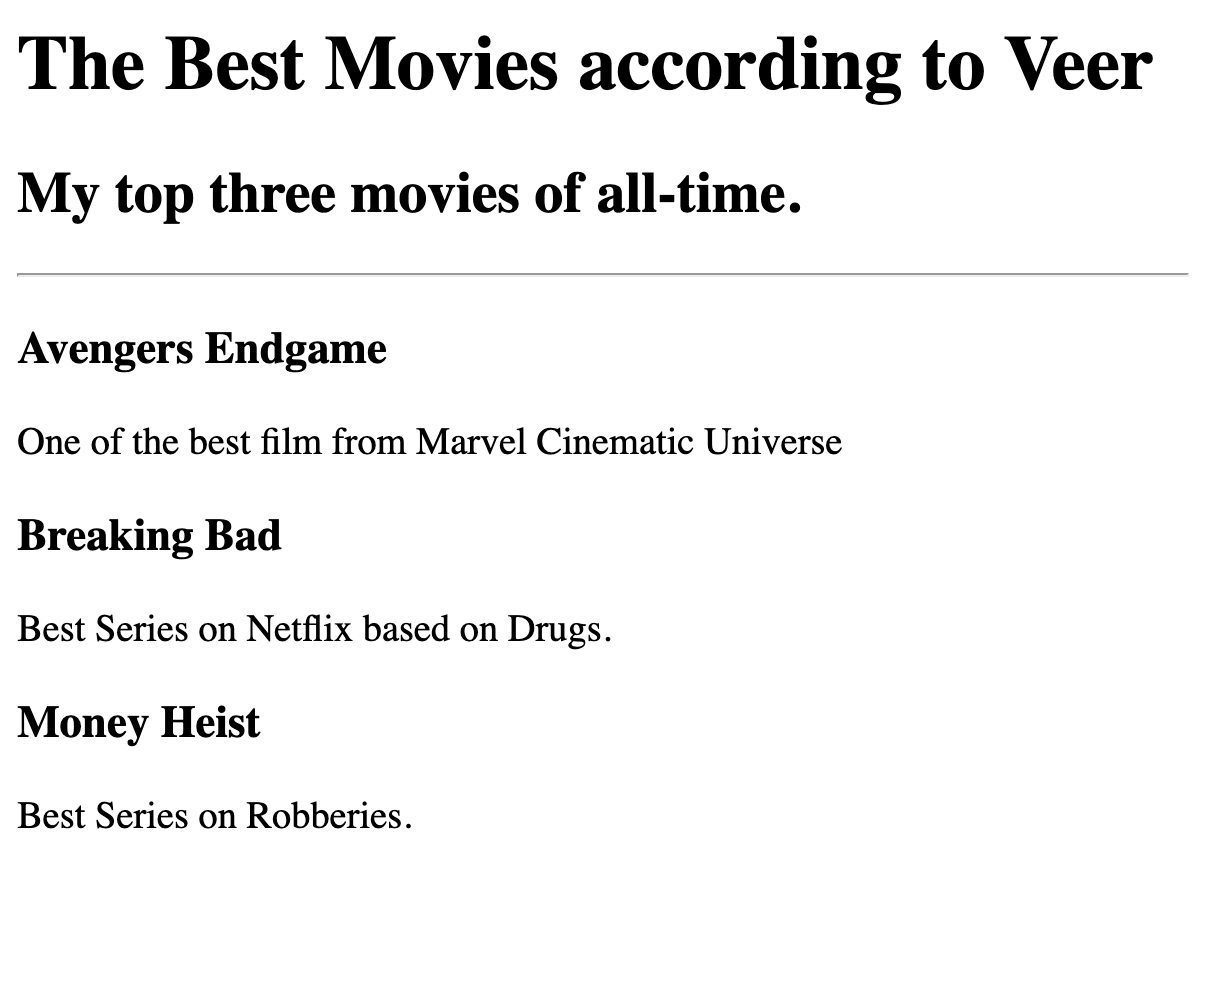 The Best Movies according to Veer
My top three movies of all-time.
Avengers Endgame
One of the best film from Marvel Cinematic Universe
Breaking Bad
Best Series on Netflix based on Drugs.
Money Heist
Best Series on Robberies.